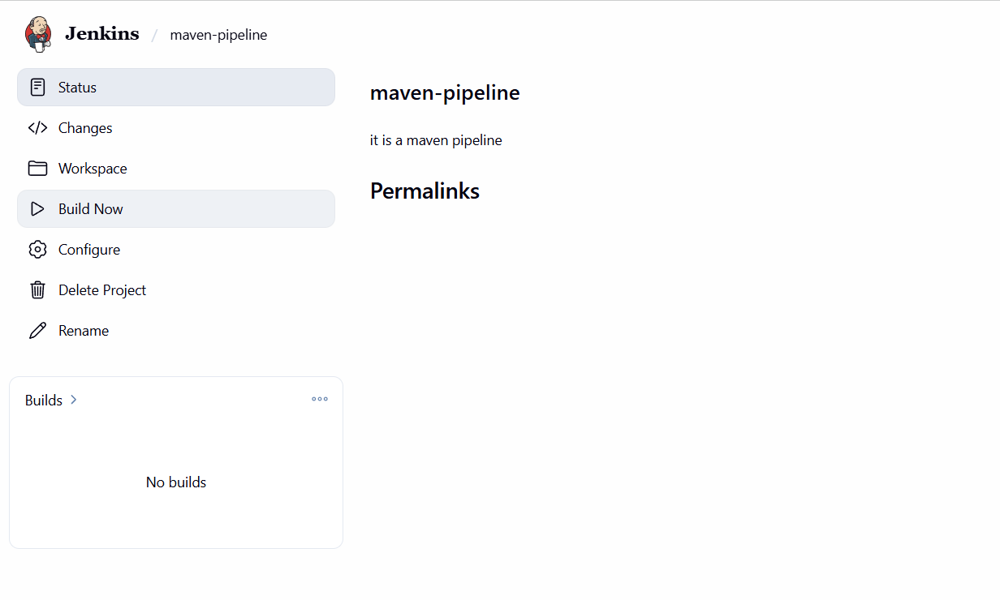 Jenkins / maven-pipeline
Status
Changes
Workspace
Build Now
Configure
Delete Project
Rename
Builds
No builds
maven-pipeline
it is a maven pipeline
Permalinks